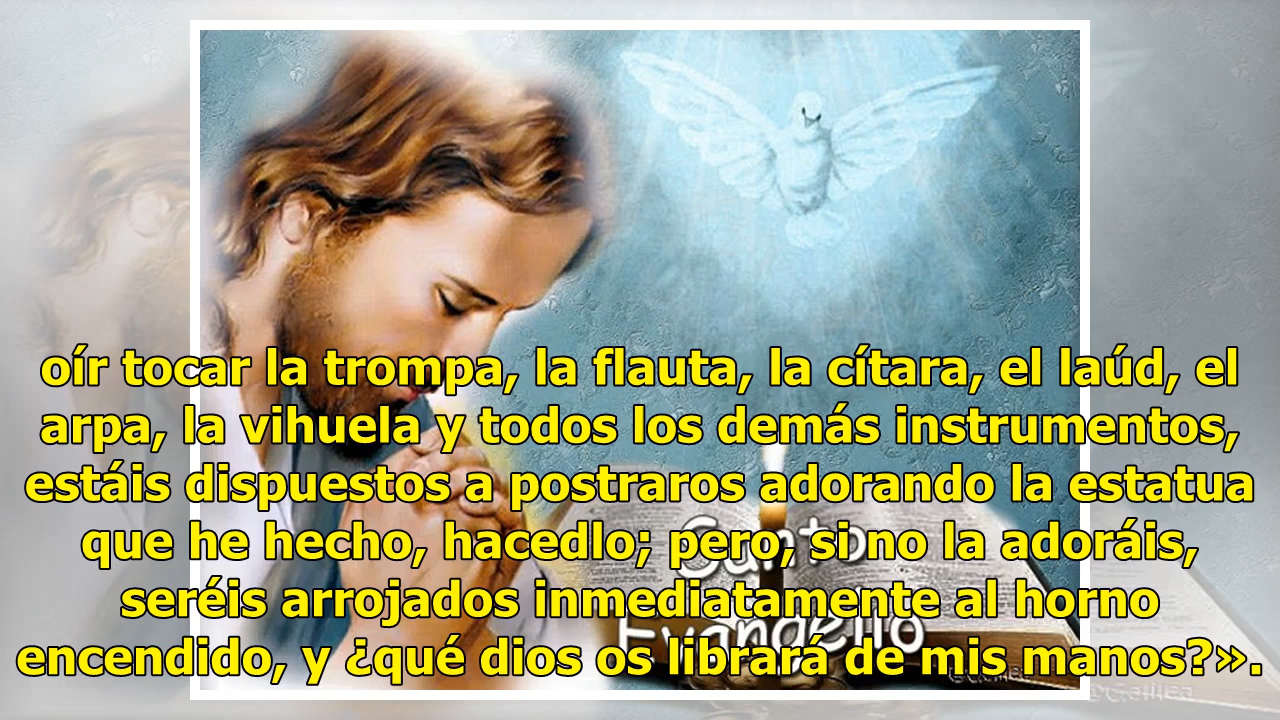 oír tocar la trompa, la flauta, la cítara, el laúd, el
arpa, la vihuela y todos los demás instrumentos,
estáis dispuestos a postraros adorando la estatua
que he hecho, hacedlo; pero, si no la adoráis,
seréis arrojados inmediatamente al horno
encendido, y ¿qué dios os librará de mis manos?».
Santo
Evangelio